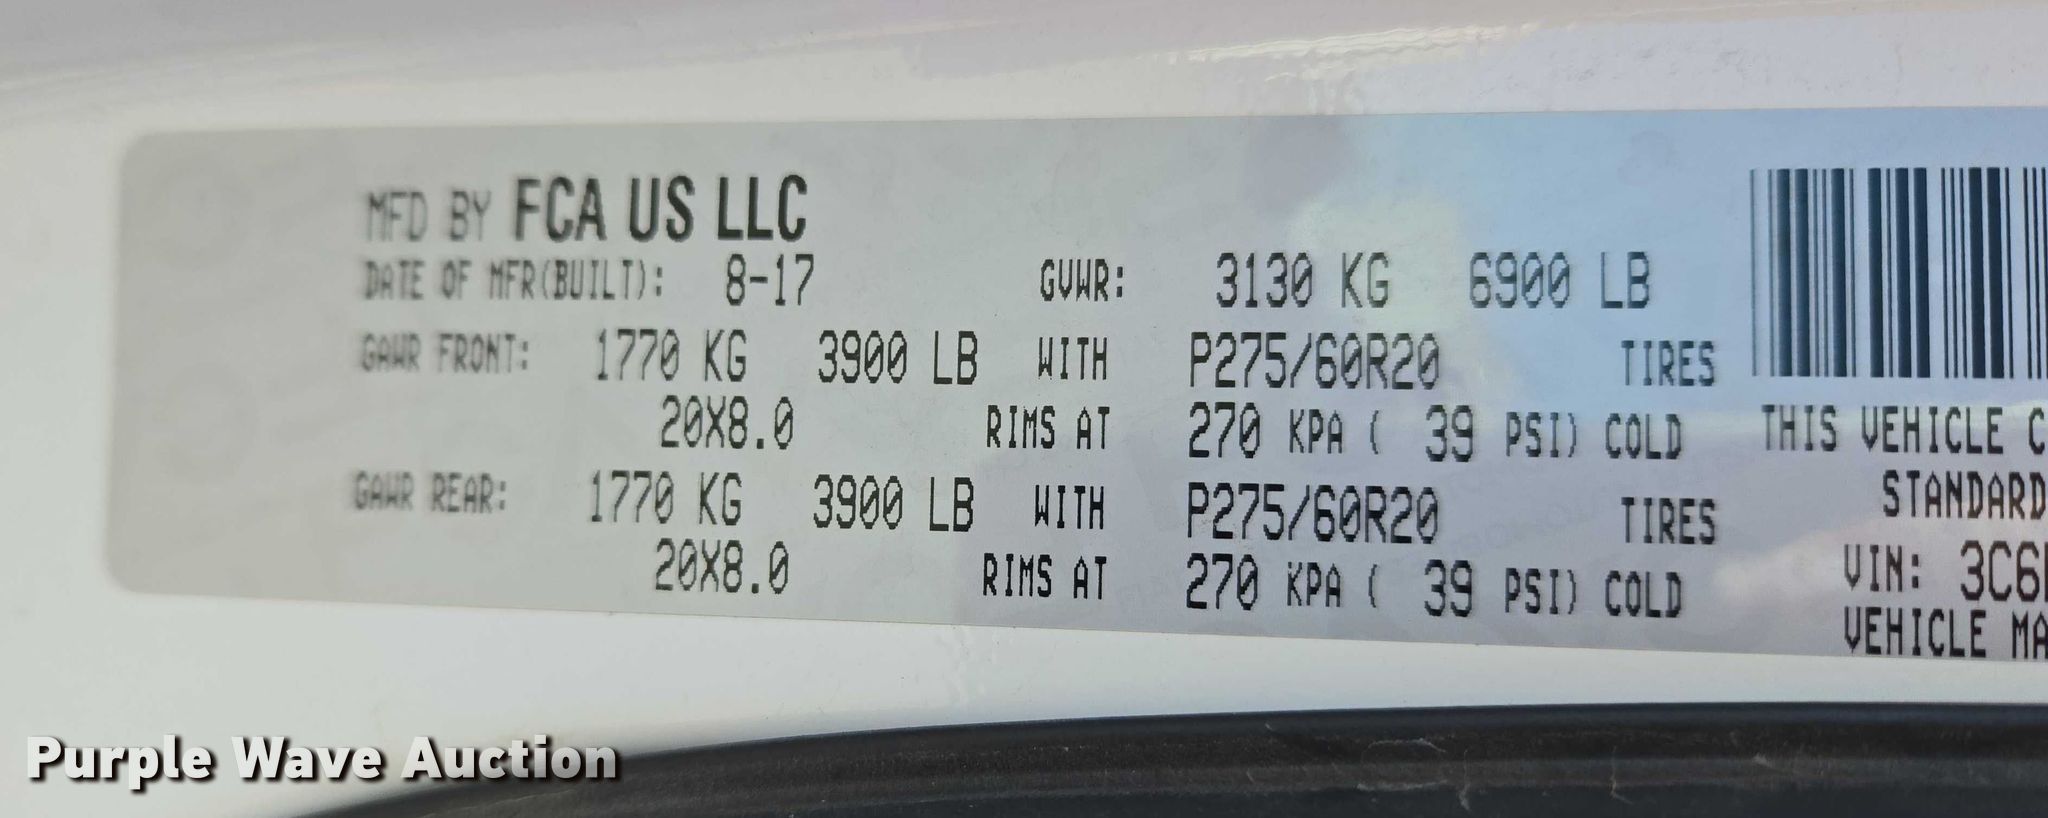 MFD BY FCA US LLC
DATE OF MFR(BUILT): 8-17 GVWR: 3130 KG 6900 LB
GAWR FRONT: 1770 KG 3900 LB WITH P275/60R20 TIRES
20X8.0 RIMS AT 270 KPA ( 39 PSI) COLD
THIS VEHICLE C
GAWR REAR: 1770 KG 3900 LB WITH P275/60R20 TIRES
STANDARD
20X8.0 RIMS AT 270 KPA ( 39 PSI) COLD
VIN: 3C6
VEHICLE MA
Purple Wave Auction